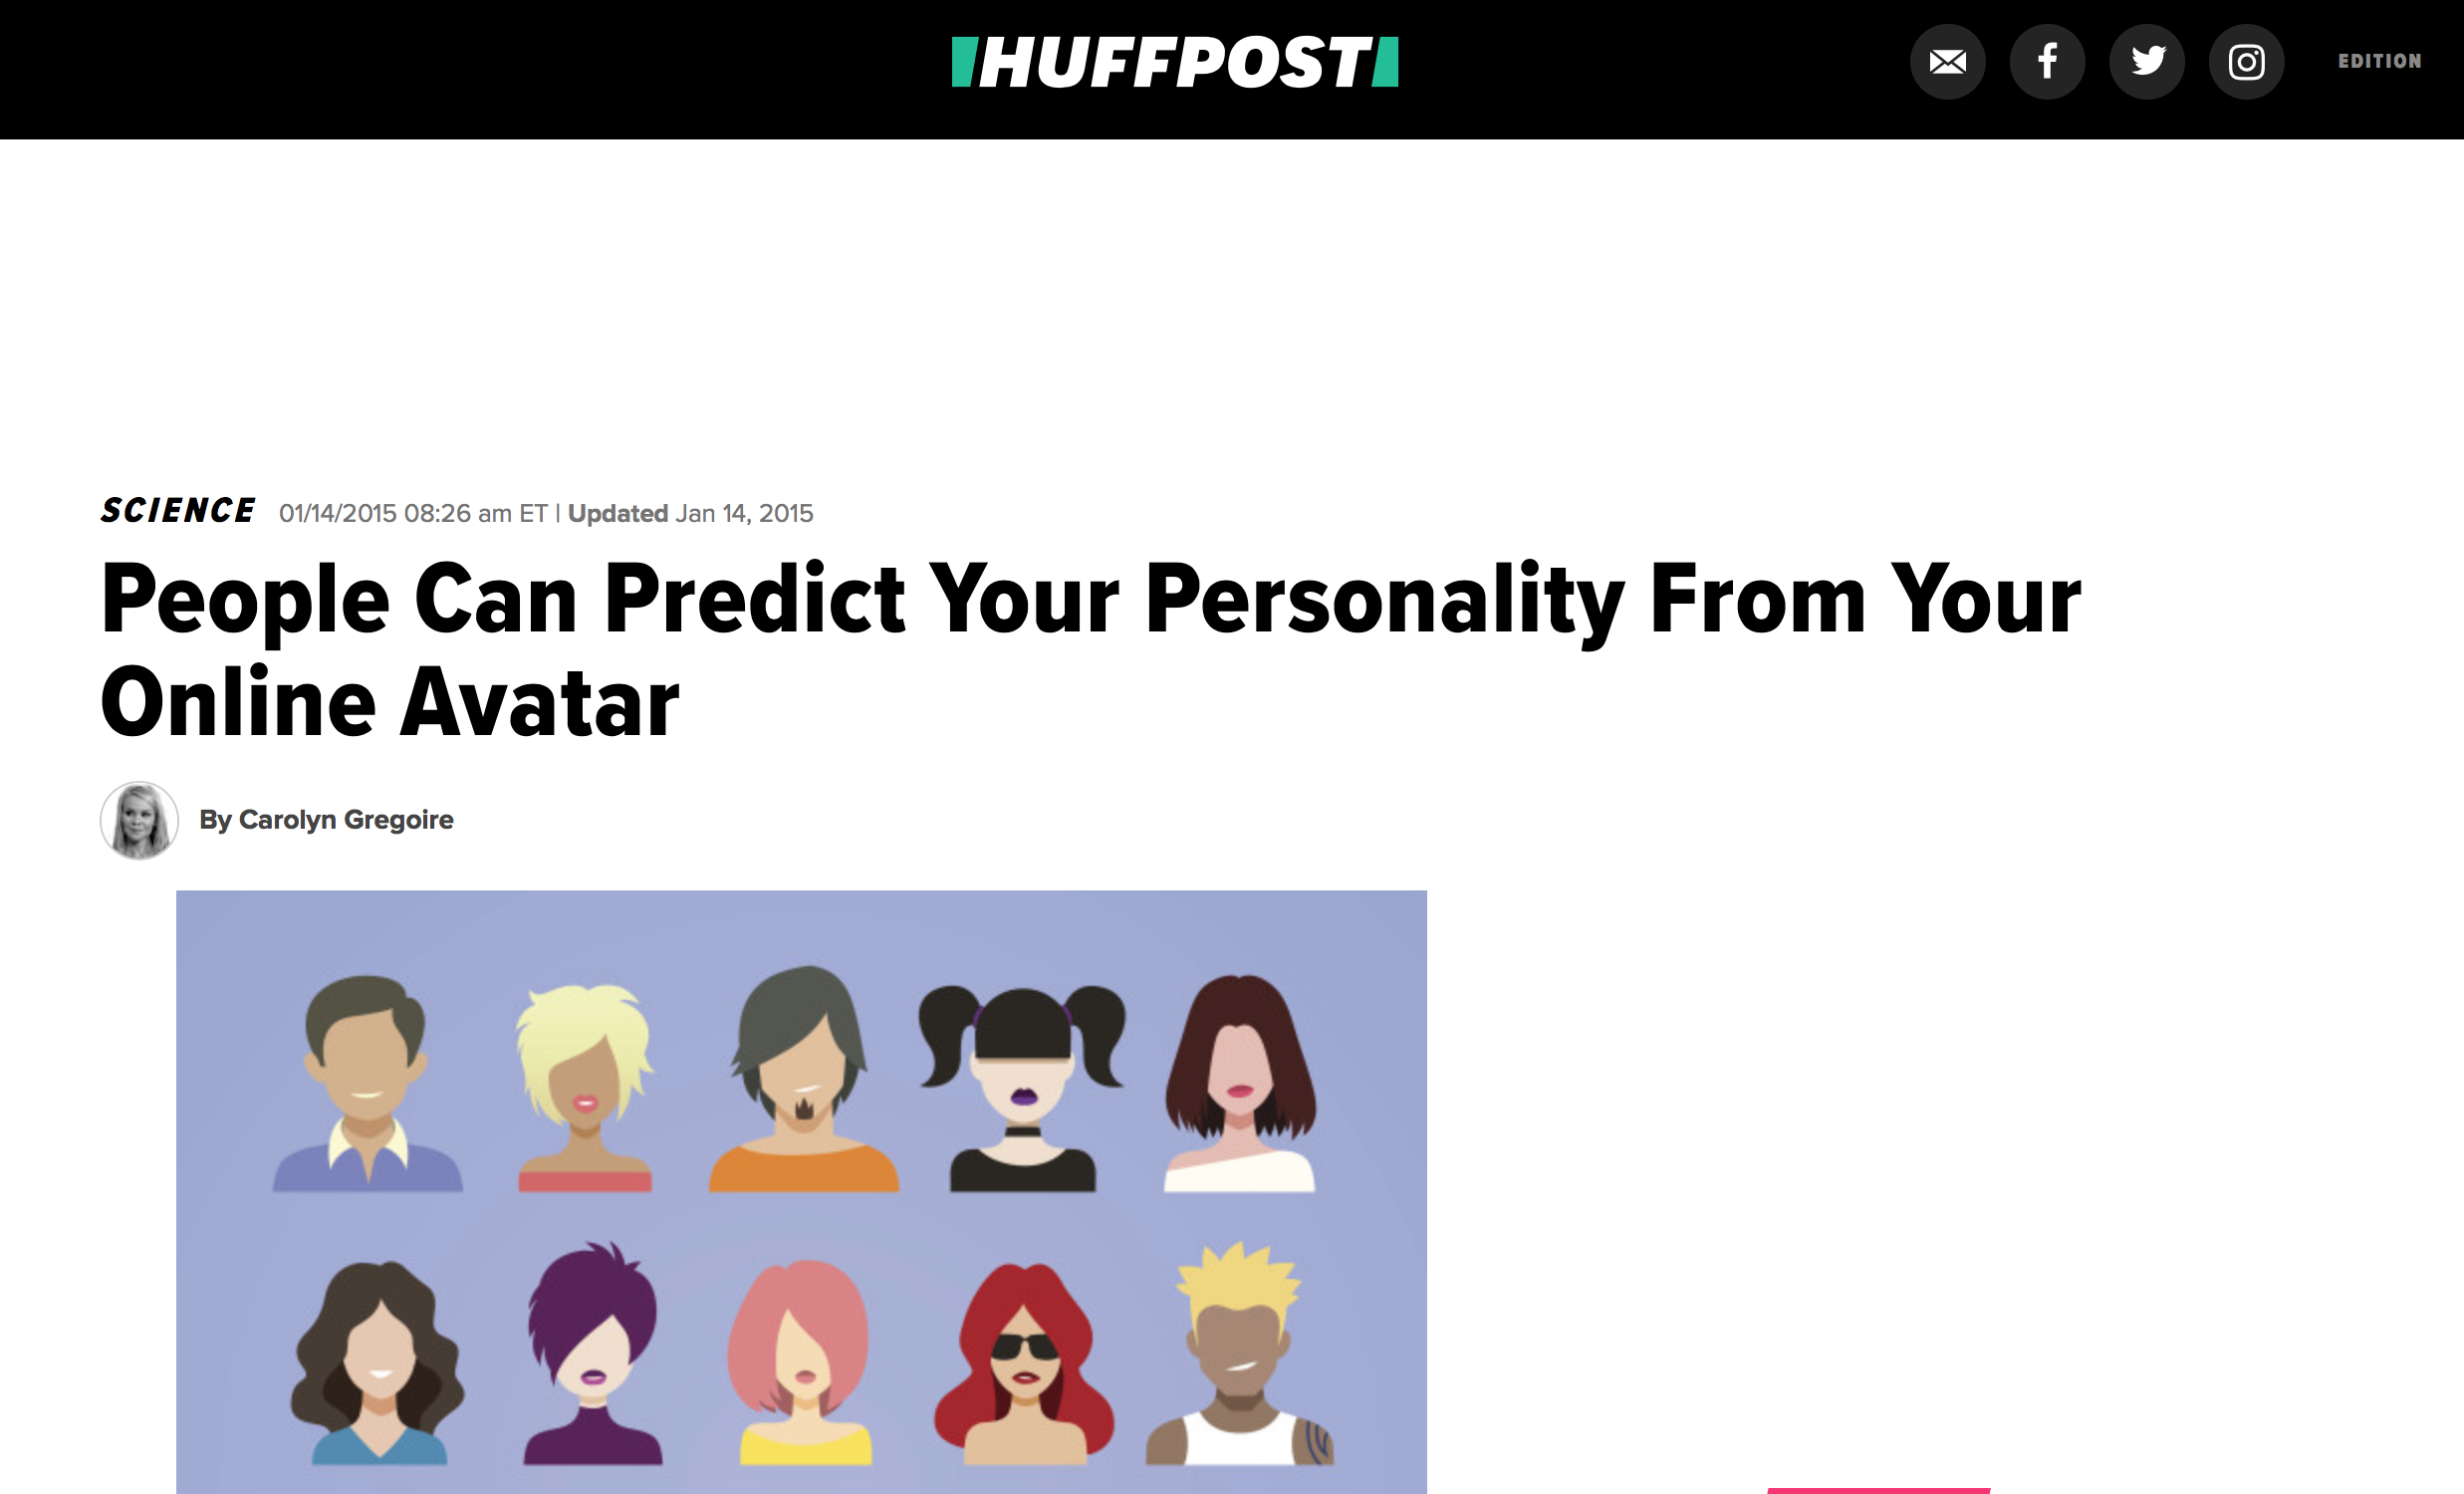 HUFFPOST
EDITION
SCIENCE 01/14/2015 08:26 am ET | Updated Jan 14, 2015
People Can Predict Your Personality From Your
Online Avatar
By Carolyn Gregoire